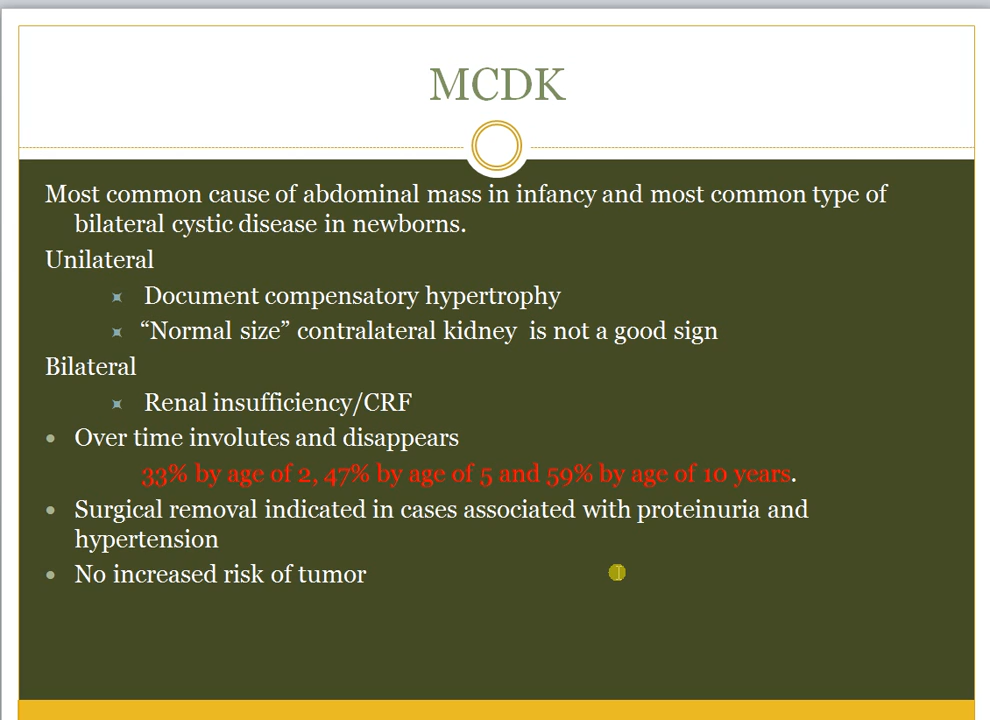 MCDK
Most common cause of abdominal mass in infancy and most common type of
bilateral cystic disease in newborns.
Unilateral
Document compensatory hypertrophy
“Normal size” contralateral kidney is not a good sign
Bilateral
Renal insufficiency/CRF
Over time involutes and disappears
33% by age of 2, 47% by age of 5 and 59% by age of 10 years.
Surgical removal indicated in cases associated with proteinuria and
hypertension
No increased risk of tumor